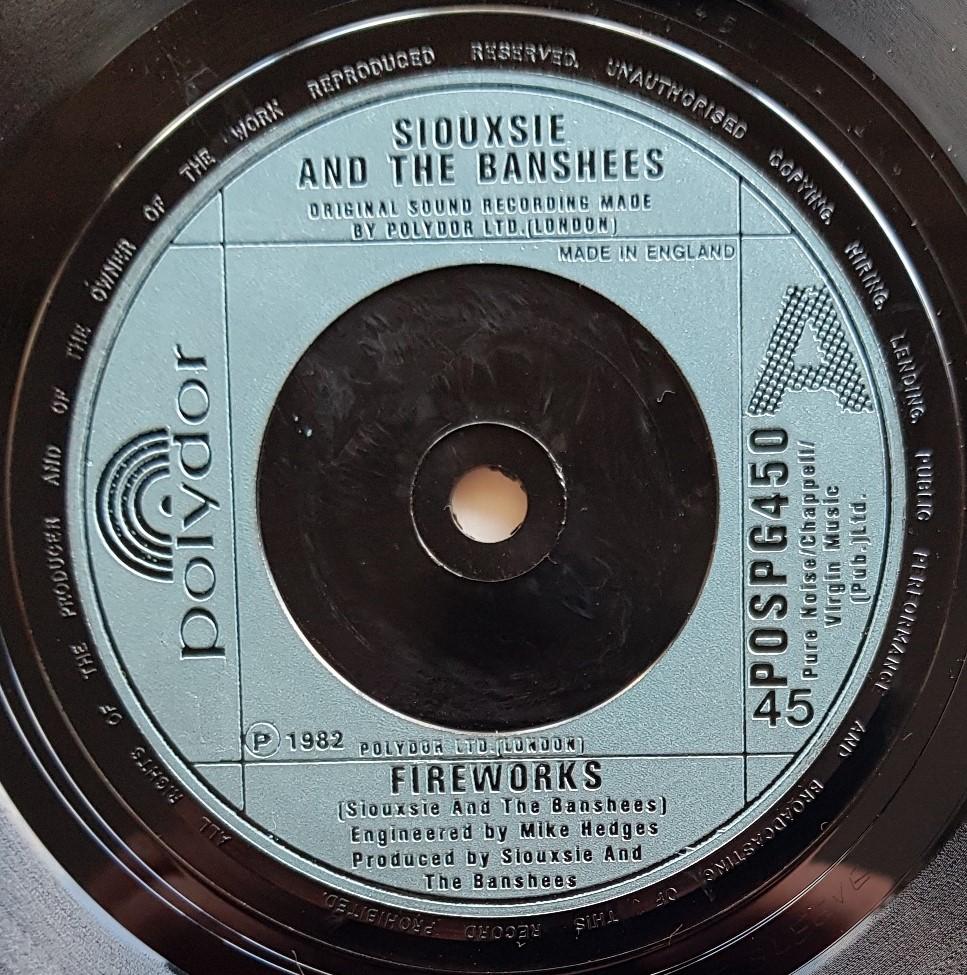 ALL RIGHTS OF THE PRODUCER AND OF THE OWNER OF THE WORK REPRODUCED RESERVED. UNAUTHORISED COPYING, HIRING, LENDING, PUBLIC PERFORMANCE AND BROADCASTING OF THIS RECORD PROHIBITED.
SIOUXSIE
AND THE BANSHEES
ORIGINAL SOUND RECORDING MADE
BY POLYDOR LTD.(LONDON)
MADE IN ENGLAND
polydor
A
POSPG450
Pure Noise/Chappell/
Virgin Music
(Pub.)Ltd.
45
Ⓟ 1982 POLYDOR LTD.(LONDON)
FIREWORKS
(Siouxsie And The Banshees)
Engineered by Mike Hedges
Produced by Siouxsie And
The Banshees